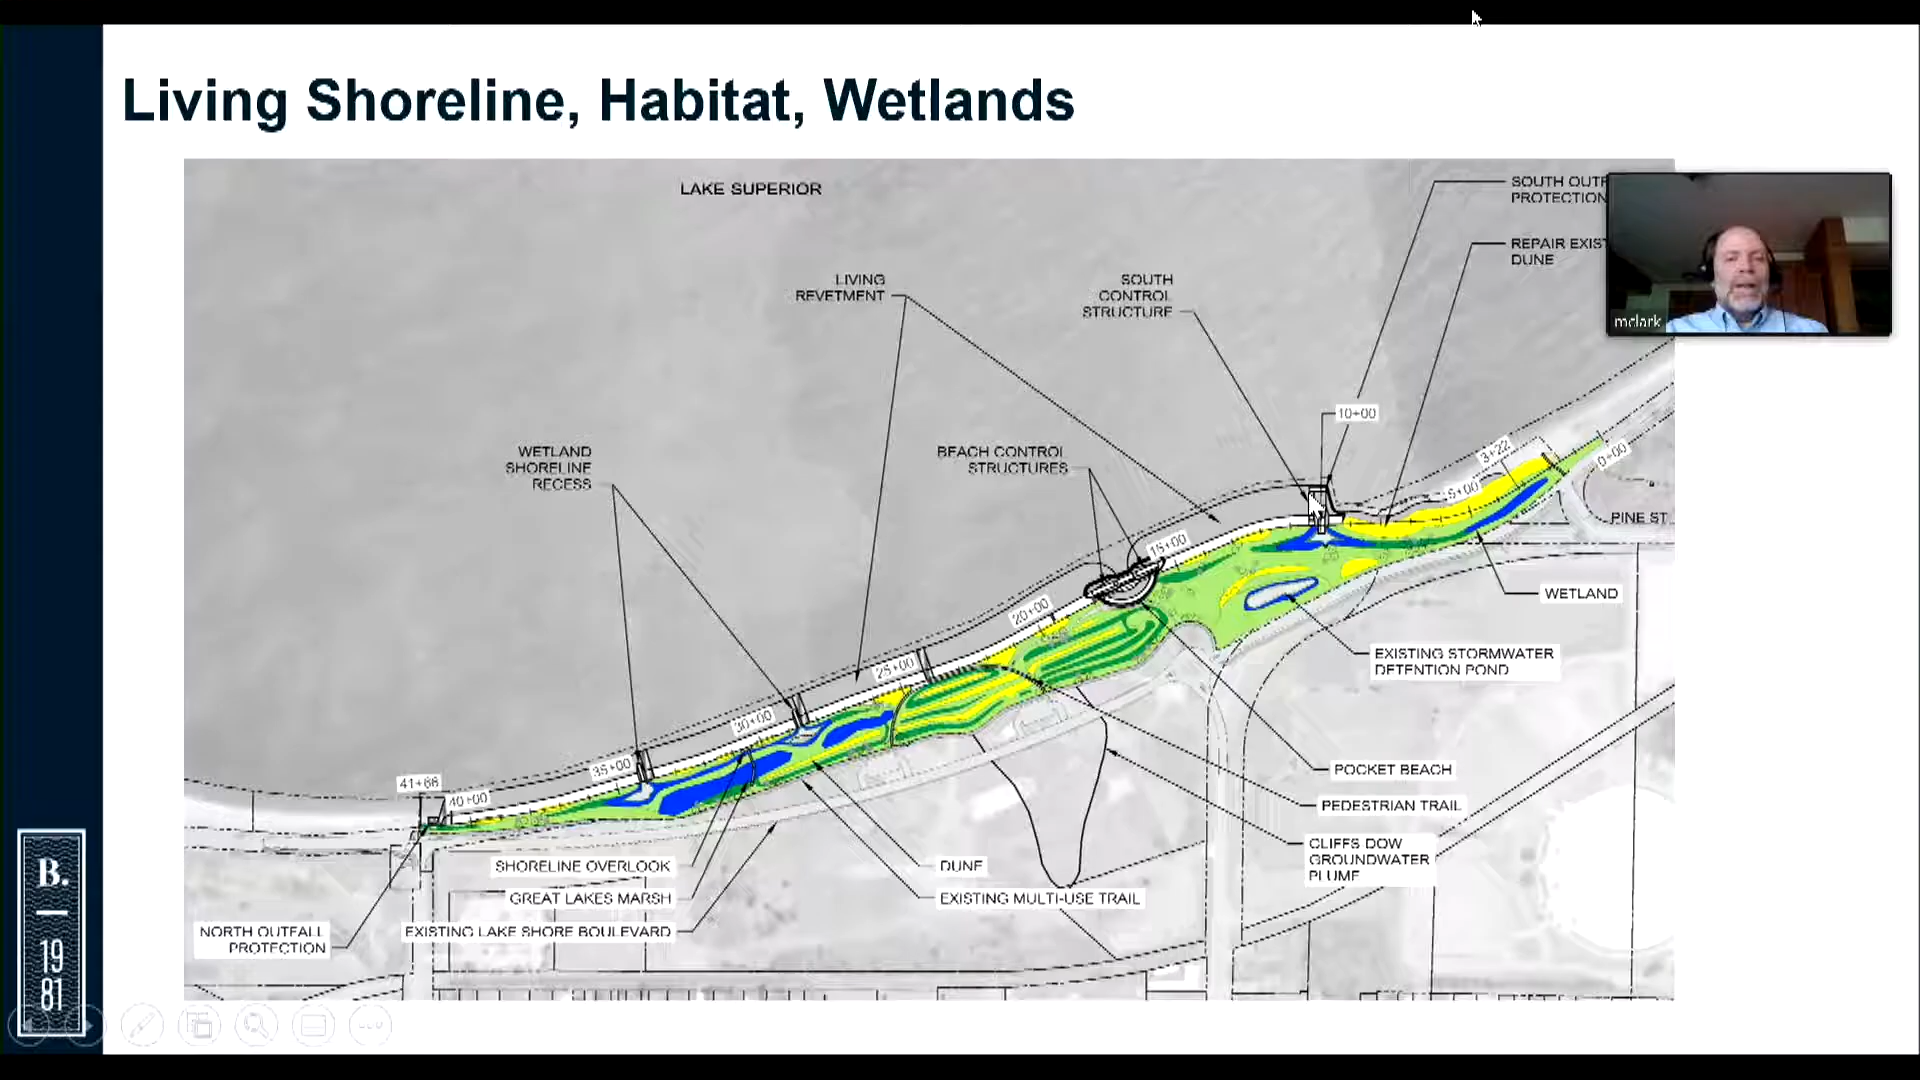 Living Shoreline, Habitat, Wetlands
LAKE SUPERIOR
SOUTH
PROTECTION
REPAIR
DUNE
mclark
LIVING
REVETMENT
SOUTH
CONTROL
STRUCTURE
10+00
WETLAND
SHORELINE
RECESS
BEACH CONTROL
STRUCTURES
3+22
0+00
5+00
PINE ST
15+00
WETLAND
20+00
EXISTING STORMWATER
DETENTION POND
25+00
30+00
35+00
41+68
40+00
POCKET BEACH
PEDESTRIAN TRAIL
CLIFFS DOW
GROUNDWATER
PLUME
SHORELINE OVERLOOK
DUNE
GREAT LAKES MARSH
EXISTING MULTI-USE TRAIL
EXISTING LAKE SHORE BOULEVARD
NORTH OUTFALL
PROTECTION
B.
19
81